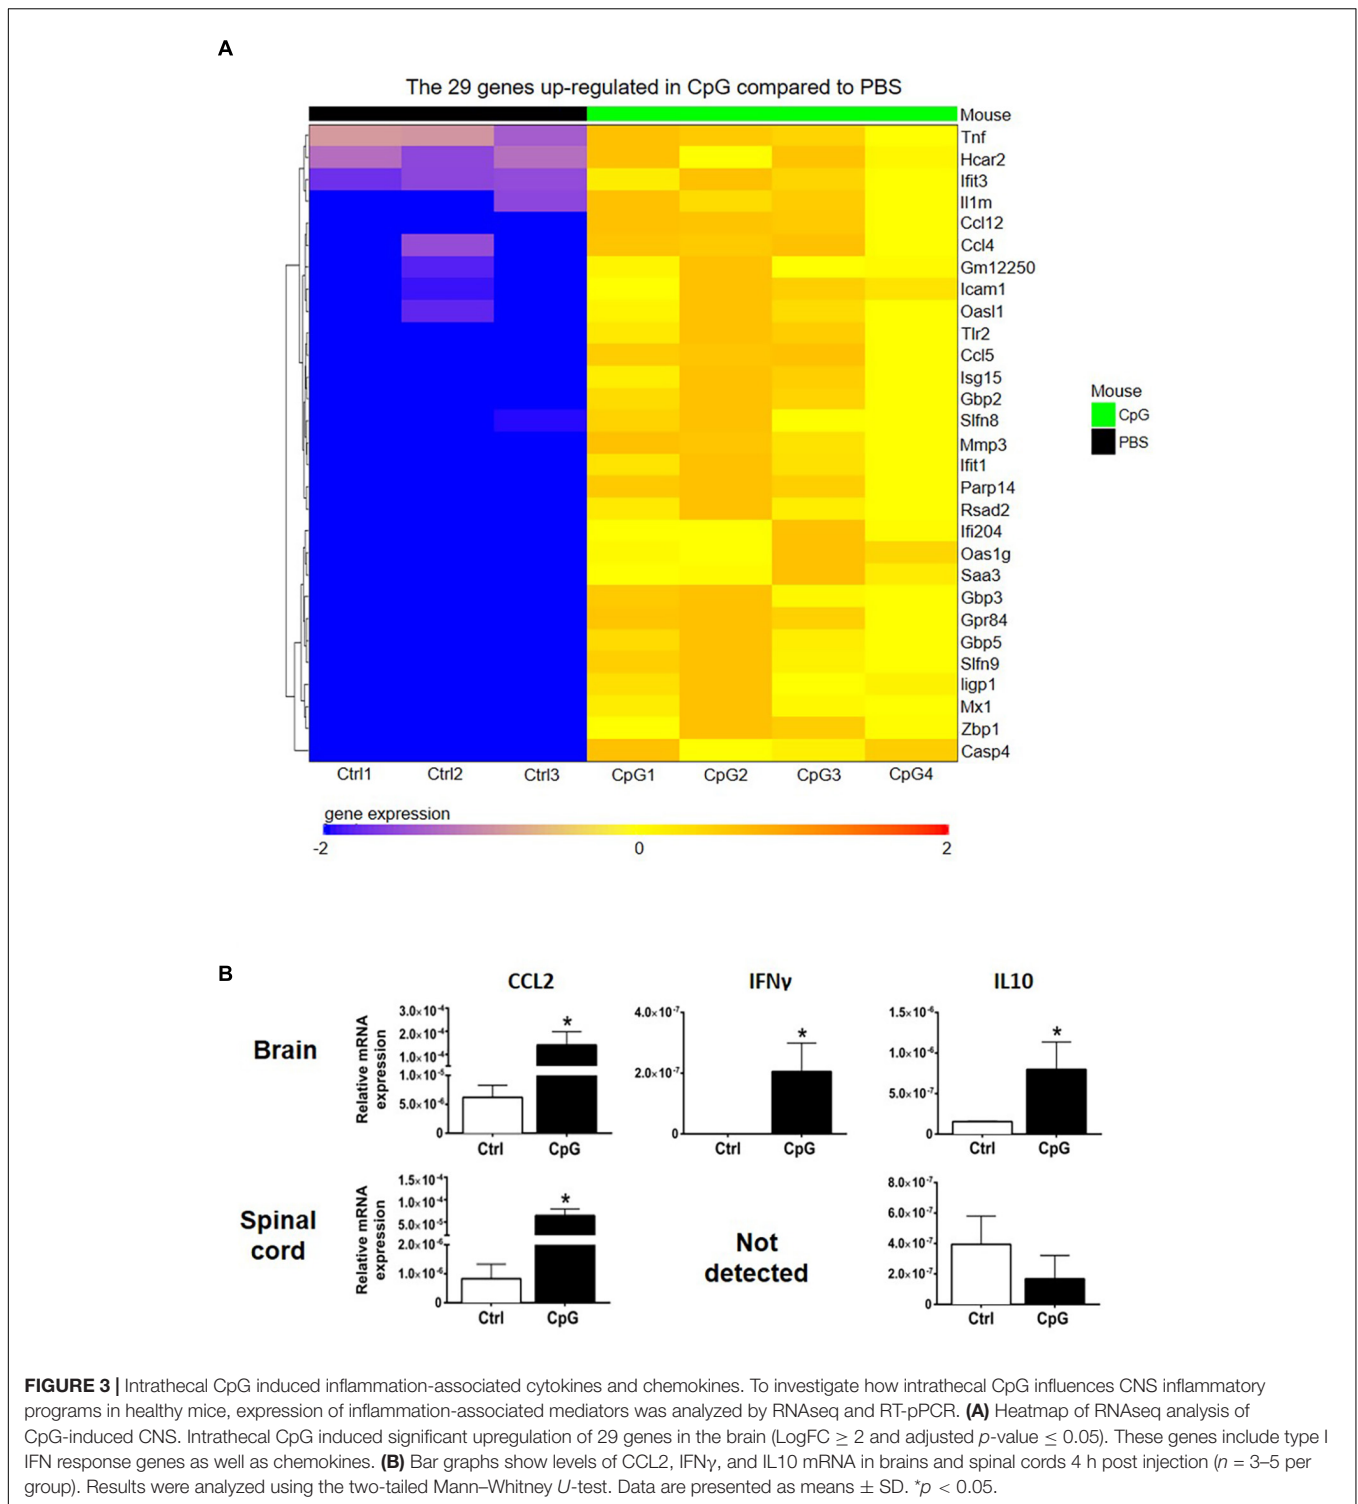 A
The 29 genes up-regulated in CpG compared to PBS
Mouse
Tnf
Hcar2
Ifit3
Il1rn
Ccl12
Ccl4
Gm12250
Icam1
Oasl1
Tlr2
Ccl5
Isg15
Gbp2
Slfn8
Mmp3
Ifit1
Parp14
Rsad2
Ifi204
Oas1g
Saa3
Gbp3
Gpr84
Gbp5
Slfn9
Iigp1
Mx1
Zbp1
Casp4
Mouse
CpG
PBS
Ctrl1 Ctrl2 Ctrl3 CpG1 CpG2 CpG3 CpG4
gene expression
-2 0 2
B
CCL2 IFNγ IL10
Brain
Relative mRNA expression
3.0×10⁻⁴
2.0×10⁻⁴
1.0×10⁻⁴
1.0×10⁻⁵
5.0×10⁻⁶
0
*
Ctrl CpG
4.0×10⁻⁷
2.0×10⁻⁷
0
*
Ctrl CpG
1.5×10⁻⁶
1.0×10⁻⁶
5.0×10⁻⁷
0
*
Ctrl CpG
Spinal
cord
Relative mRNA expression
1.5×10⁻⁴
1.0×10⁻⁴
5.0×10⁻⁵
2.0×10⁻⁶
1.0×10⁻⁶
0
*
Ctrl CpG
Not
detected
8.0×10⁻⁷
6.0×10⁻⁷
4.0×10⁻⁷
2.0×10⁻⁷
0
Ctrl CpG
FIGURE 3 | Intrathecal CpG induced inflammation-associated cytokines and chemokines. To investigate how intrathecal CpG influences CNS inflammatory
programs in healthy mice, expression of inflammation-associated mediators was analyzed by RNAseq and RT-pPCR. (A) Heatmap of RNAseq analysis of
CpG-induced CNS. Intrathecal CpG induced significant upregulation of 29 genes in the brain (LogFC ≥ 2 and adjusted p-value ≤ 0.05). These genes include type I
IFN response genes as well as chemokines. (B) Bar graphs show levels of CCL2, IFNγ, and IL10 mRNA in brains and spinal cords 4 h post injection (n = 3–5 per
group). Results were analyzed using the two-tailed Mann–Whitney U-test. Data are presented as means ± SD. *p < 0.05.